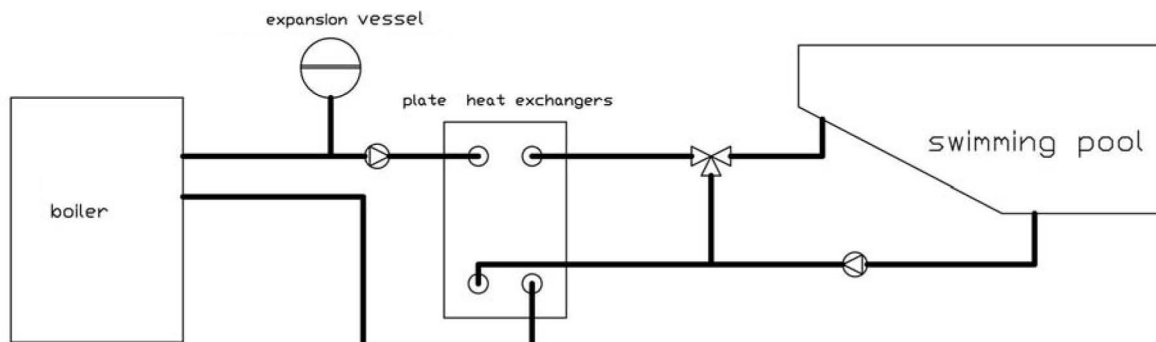 expansion vessel
plate heat exchangers
swimming pool
boiler